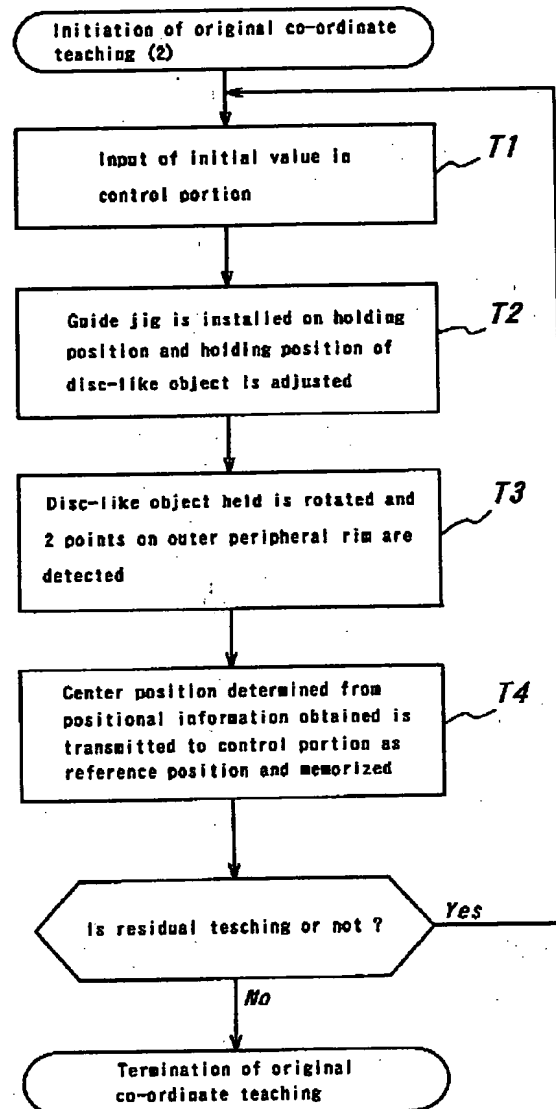 Initiation of original co-ordinate
teaching (2)
Input of initial value in
control portion
T1
Guide jig is installed on holding
position and holding position of
disc-like object is adjusted
T2
Disc-like object held is rotated and
2 points on outer peripheral rim are
detected
T3
Center position determined from
positional information obtained is
transmitted to control portion as
reference position and memorized
T4
Is residual tesching or not ?
Yes
No
Termination of original
co-ordinate teaching